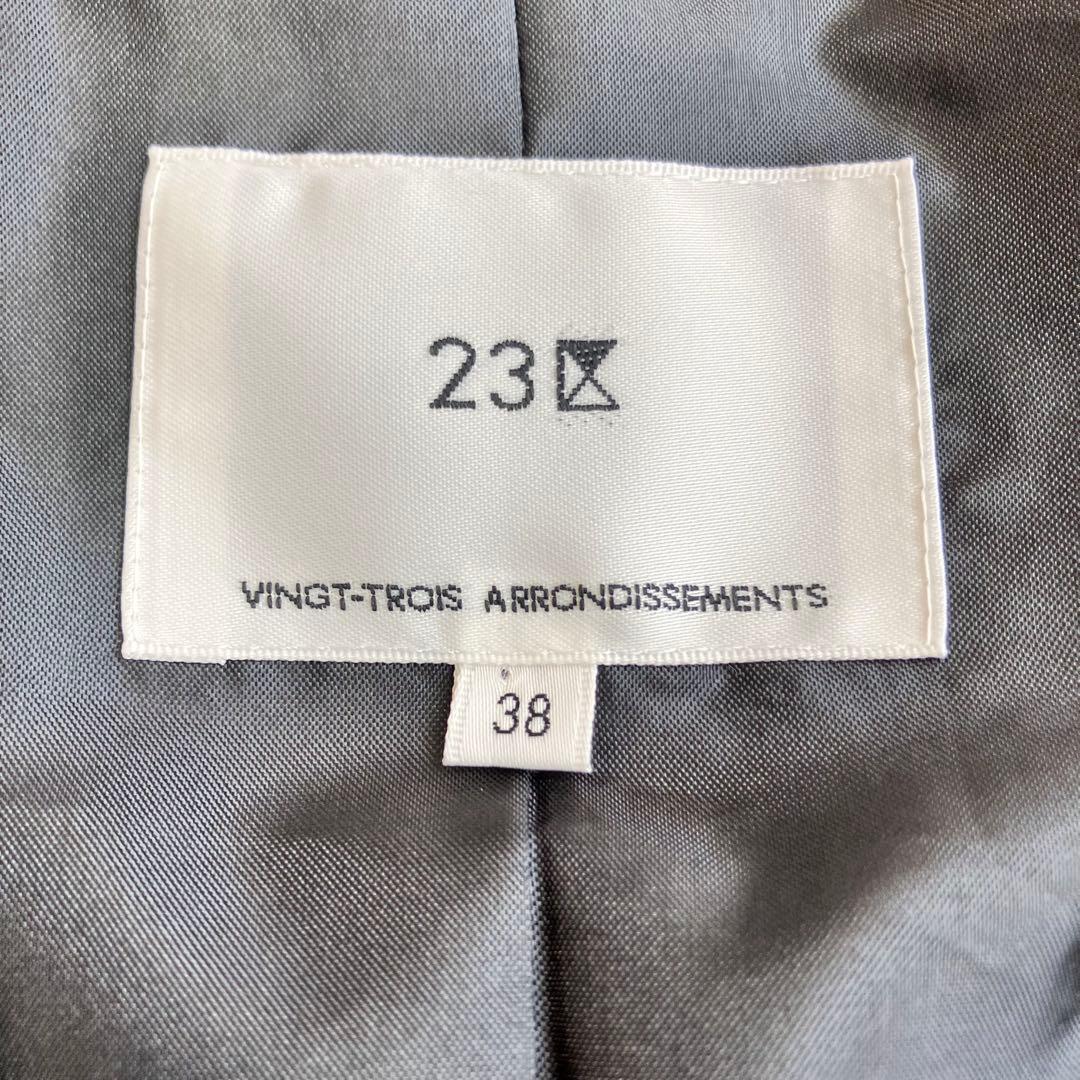 23区
VINGT-TROIS ARRONDISSEMENTS
38